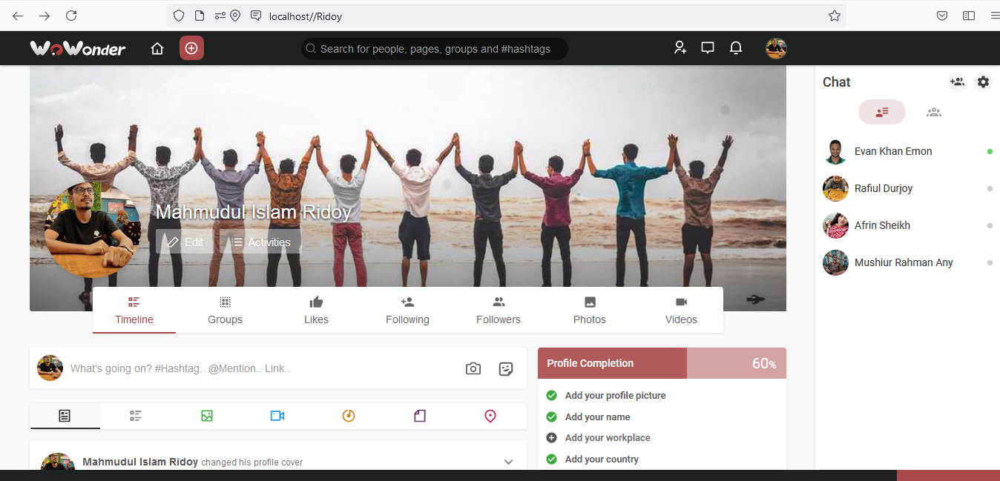 localhost//Ridoy
WoWonder
Search for people, pages, groups and #hashtags
Mahmudul Islam Ridoy
Edit
Activities
Timeline
Groups
Likes
Following
Followers
Photos
Videos
What's going on? #Hashtag.. @Mention.. Link..
Mahmudul Islam Ridoy changed his profile cover
Profile Completion
60%
Add your profile picture
Add your name
Add your workplace
Add your country
Chat
Evan Khan Emon
Rafiul Durjoy
Afrin Sheikh
Mushiur Rahman Any